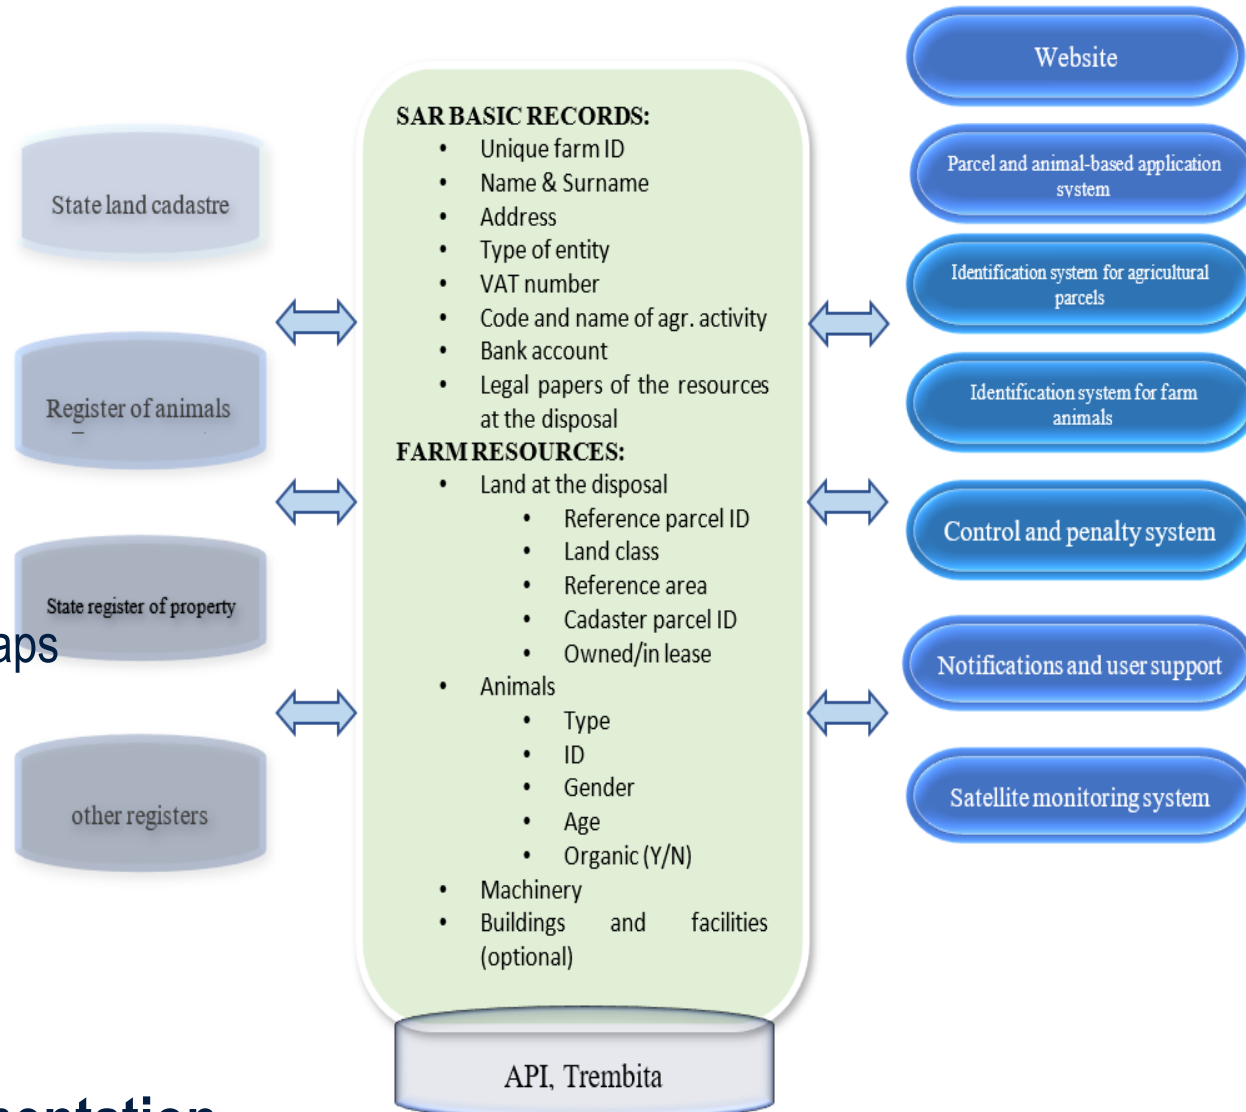 State land cadastre
Register of animals
State register of property
aps
other registers
SAR BASIC RECORDS:
• Unique farm ID
• Name & Surname
• Address
• Type of entity
• VAT number
• Code and name of agr. activity
• Bank account
• Legal papers of the resources
at the disposal
FARM RESOURCES:
• Land at the disposal
• Reference parcel ID
• Land class
• Reference area
• Cadaster parcel ID
• Owned/in lease
• Animals
• Type
• ID
• Gender
• Age
• Organic (Y/N)
• Machinery
• Buildings and facilities
(optional)
API, Trembita
Website
Parcel and animal-based application
system
Identification system for agricultural
parcels
Identification system for farm
animals
Control and penalty system
Notifications and user support
Satellite monitoring system